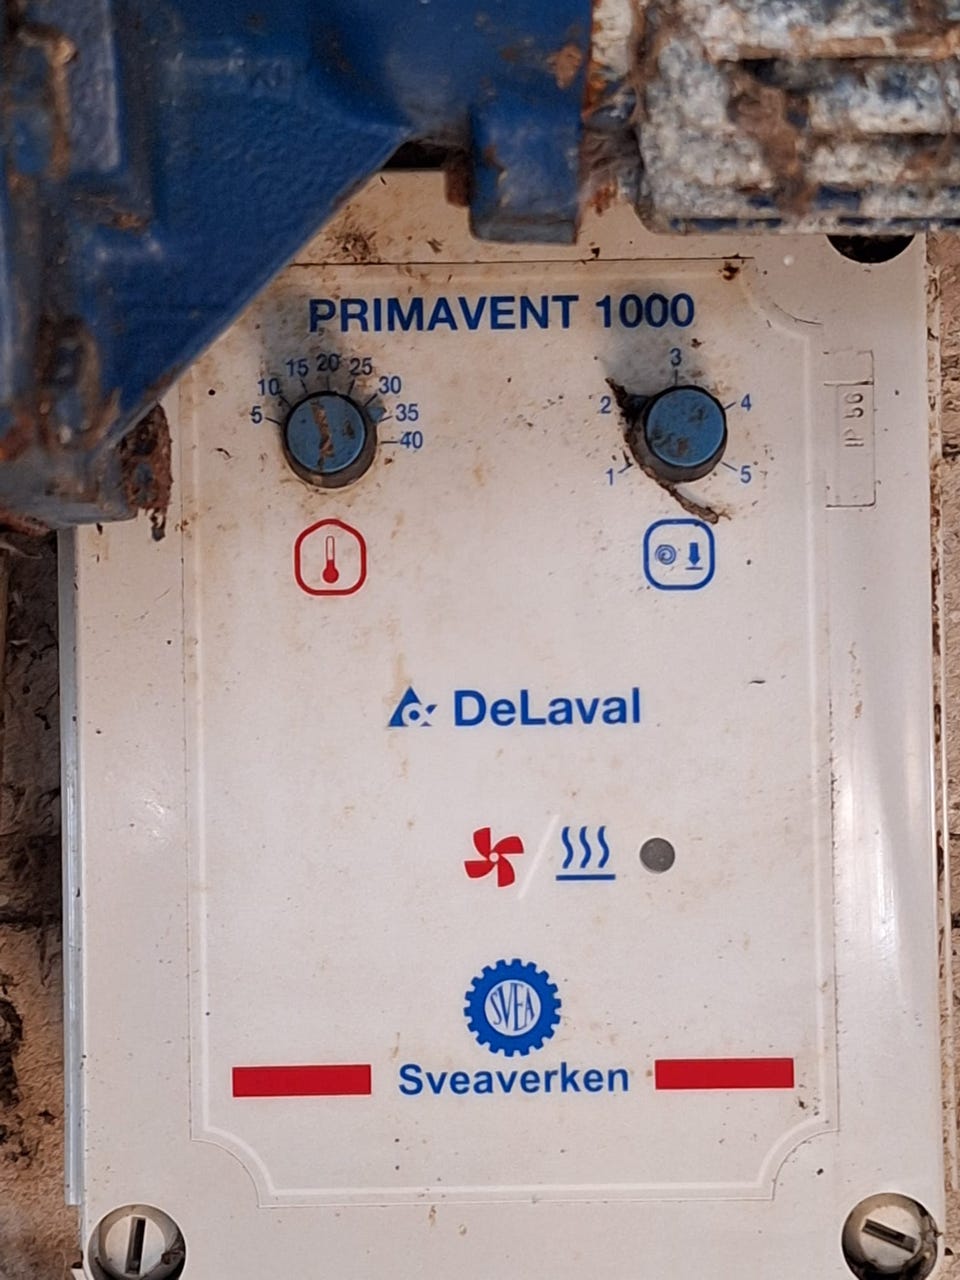 PRIMAVENT 1000
5 10 15 20 25 30 35 40
1 2 3 4 5
IP 56
DeLaval
SVEA
Sveaverken